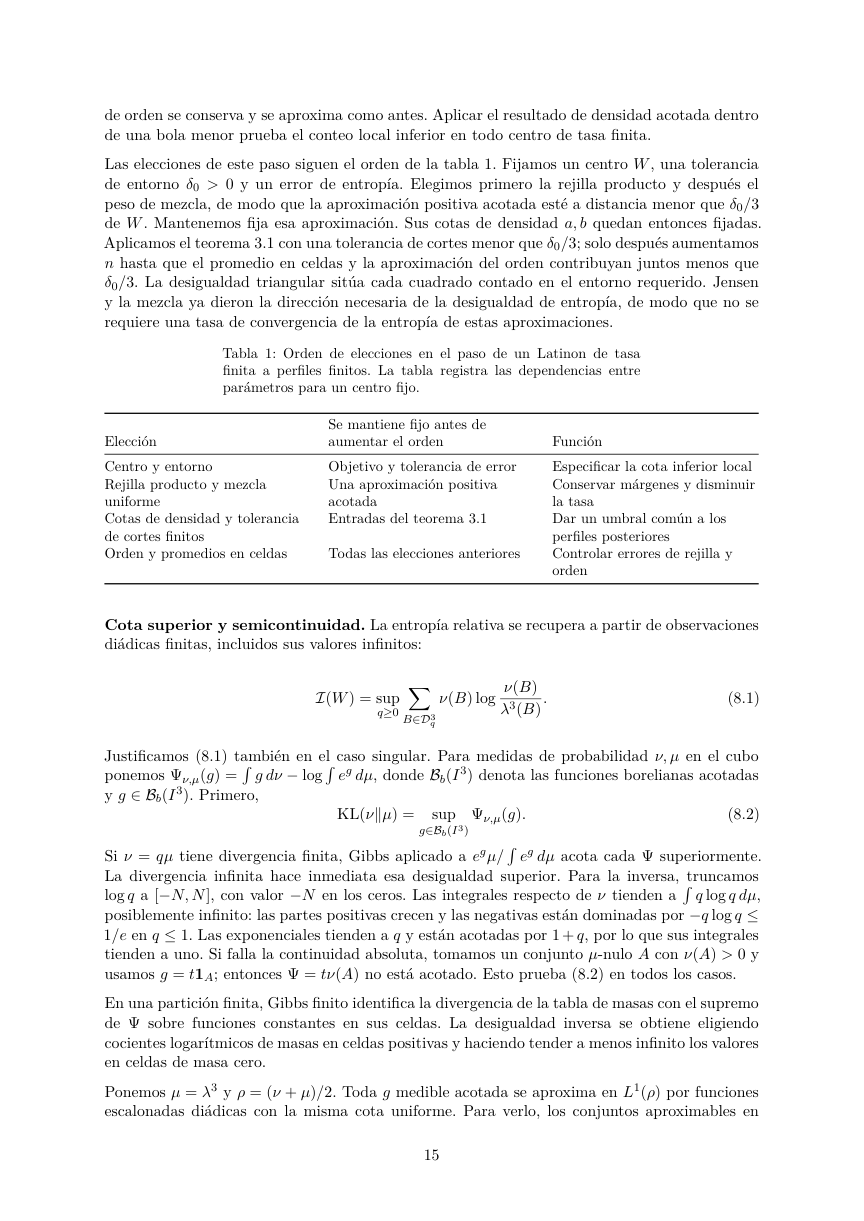 de orden se conserva y se aproxima como antes. Aplicar el resultado de densidad acotada dentro
de una bola menor prueba el conteo local inferior en todo centro de tasa finita.
Las elecciones de este paso siguen el orden de la tabla 1. Fijamos un centro W, una tolerancia
de entorno δ₀ > 0 y un error de entropía. Elegimos primero la rejilla producto y después el
peso de mezcla, de modo que la aproximación positiva acotada esté a distancia menor que δ₀/3
de W. Mantenemos fija esa aproximación. Sus cotas de densidad a, b quedan entonces fijadas.
Aplicamos el teorema 3.1 con una tolerancia de cortes menor que δ₀/3; solo después aumentamos
n hasta que el promedio en celdas y la aproximación del orden contribuyan juntos menos que
δ₀/3. La desigualdad triangular sitúa cada cuadrado contado en el entorno requerido. Jensen
y la mezcla ya dieron la dirección necesaria de la desigualdad de entropía, de modo que no se
requiere una tasa de convergencia de la entropía de estas aproximaciones.
Tabla 1: Orden de elecciones en el paso de un Latinon de tasa
finita a perfiles finitos. La tabla registra las dependencias entre
parámetros para un centro fijo.
Elección | Se mantiene fijo antes de aumentar el orden | Función
Centro y entorno | Objetivo y tolerancia de error | Especificar la cota inferior local
Rejilla producto y mezcla uniforme | Una aproximación positiva acotada | Conservar márgenes y disminuir la tasa
Cotas de densidad y tolerancia de cortes finitos | Entradas del teorema 3.1 | Dar un umbral común a los perfiles posteriores
Orden y promedios en celdas | Todas las elecciones anteriores | Controlar errores de rejilla y orden
Cota superior y semicontinuidad. La entropía relativa se recupera a partir de observaciones
diádicas finitas, incluidos sus valores infinitos:
I(W) = sup_{q≥0} ∑_{B∈D_q^3} ν(B) log ν(B)/λ³(B). (8.1)
Justificamos (8.1) también en el caso singular. Para medidas de probabilidad ν, μ en el cubo
ponemos Ψ_{ν,μ}(g) = ∫ g dν − log ∫ e^g dμ, donde B_b(I³) denota las funciones borelianas acotadas
y g ∈ B_b(I³). Primero,
KL(ν‖μ) = sup_{g∈B_b(I³)} Ψ_{ν,μ}(g). (8.2)
Si ν = qμ tiene divergencia finita, Gibbs aplicado a e^g μ/ ∫ e^g dμ acota cada Ψ superiormente.
La divergencia infinita hace inmediata esa desigualdad superior. Para la inversa, truncamos
log q a [−N, N], con valor −N en los ceros. Las integrales respecto de ν tienden a ∫ q log q dμ,
posiblemente infinito: las partes positivas crecen y las negativas están dominadas por −q log q ≤
1/e en q ≤ 1. Las exponenciales tienden a q y están acotadas por 1 + q, por lo que sus integrales
tienden a uno. Si falla la continuidad absoluta, tomamos un conjunto μ-nulo A con ν(A) > 0 y
usamos g = t𝟏_A; entonces Ψ = tν(A) no está acotado. Esto prueba (8.2) en todos los casos.
En una partición finita, Gibbs finito identifica la divergencia de la tabla de masas con el supremo
de Ψ sobre funciones constantes en sus celdas. La desigualdad inversa se obtiene eligiendo
cocientes logarítmicos de masas en celdas positivas y haciendo tender a menos infinito los valores
en celdas de masa cero.
Ponemos μ = λ³ y ρ = (ν + μ)/2. Toda g medible acotada se aproxima en L¹(ρ) por funciones
escalonadas diádicas con la misma cota uniforme. Para verlo, los conjuntos aproximables en
15